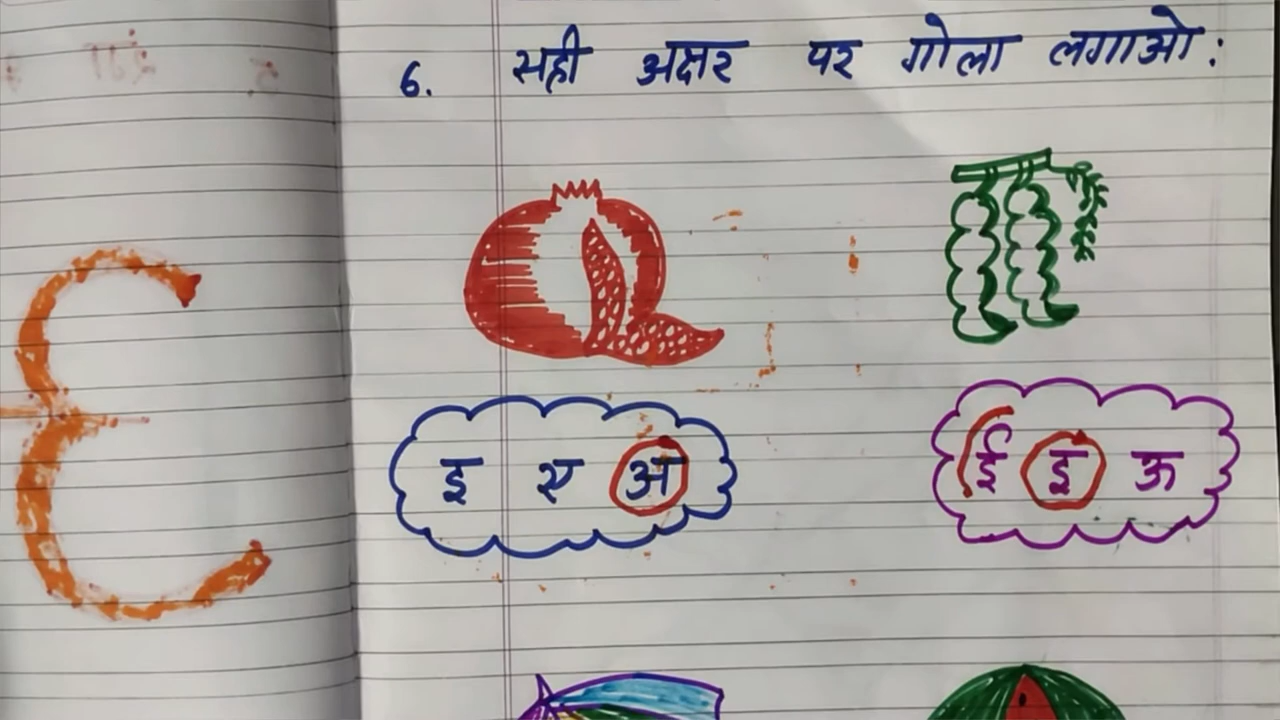 6. सही अक्षर पर गोला लगाओ :
इ ए अ
ई इ ऊ